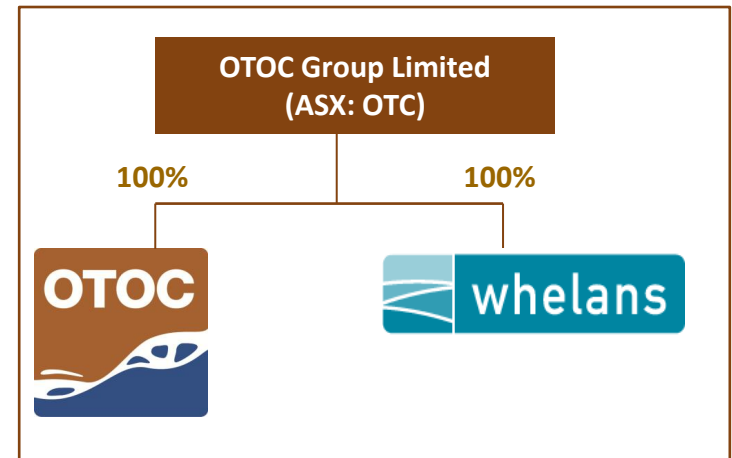 OTOC Group Limited
(ASX: OTC)
100%
100%
OTOC
whelans